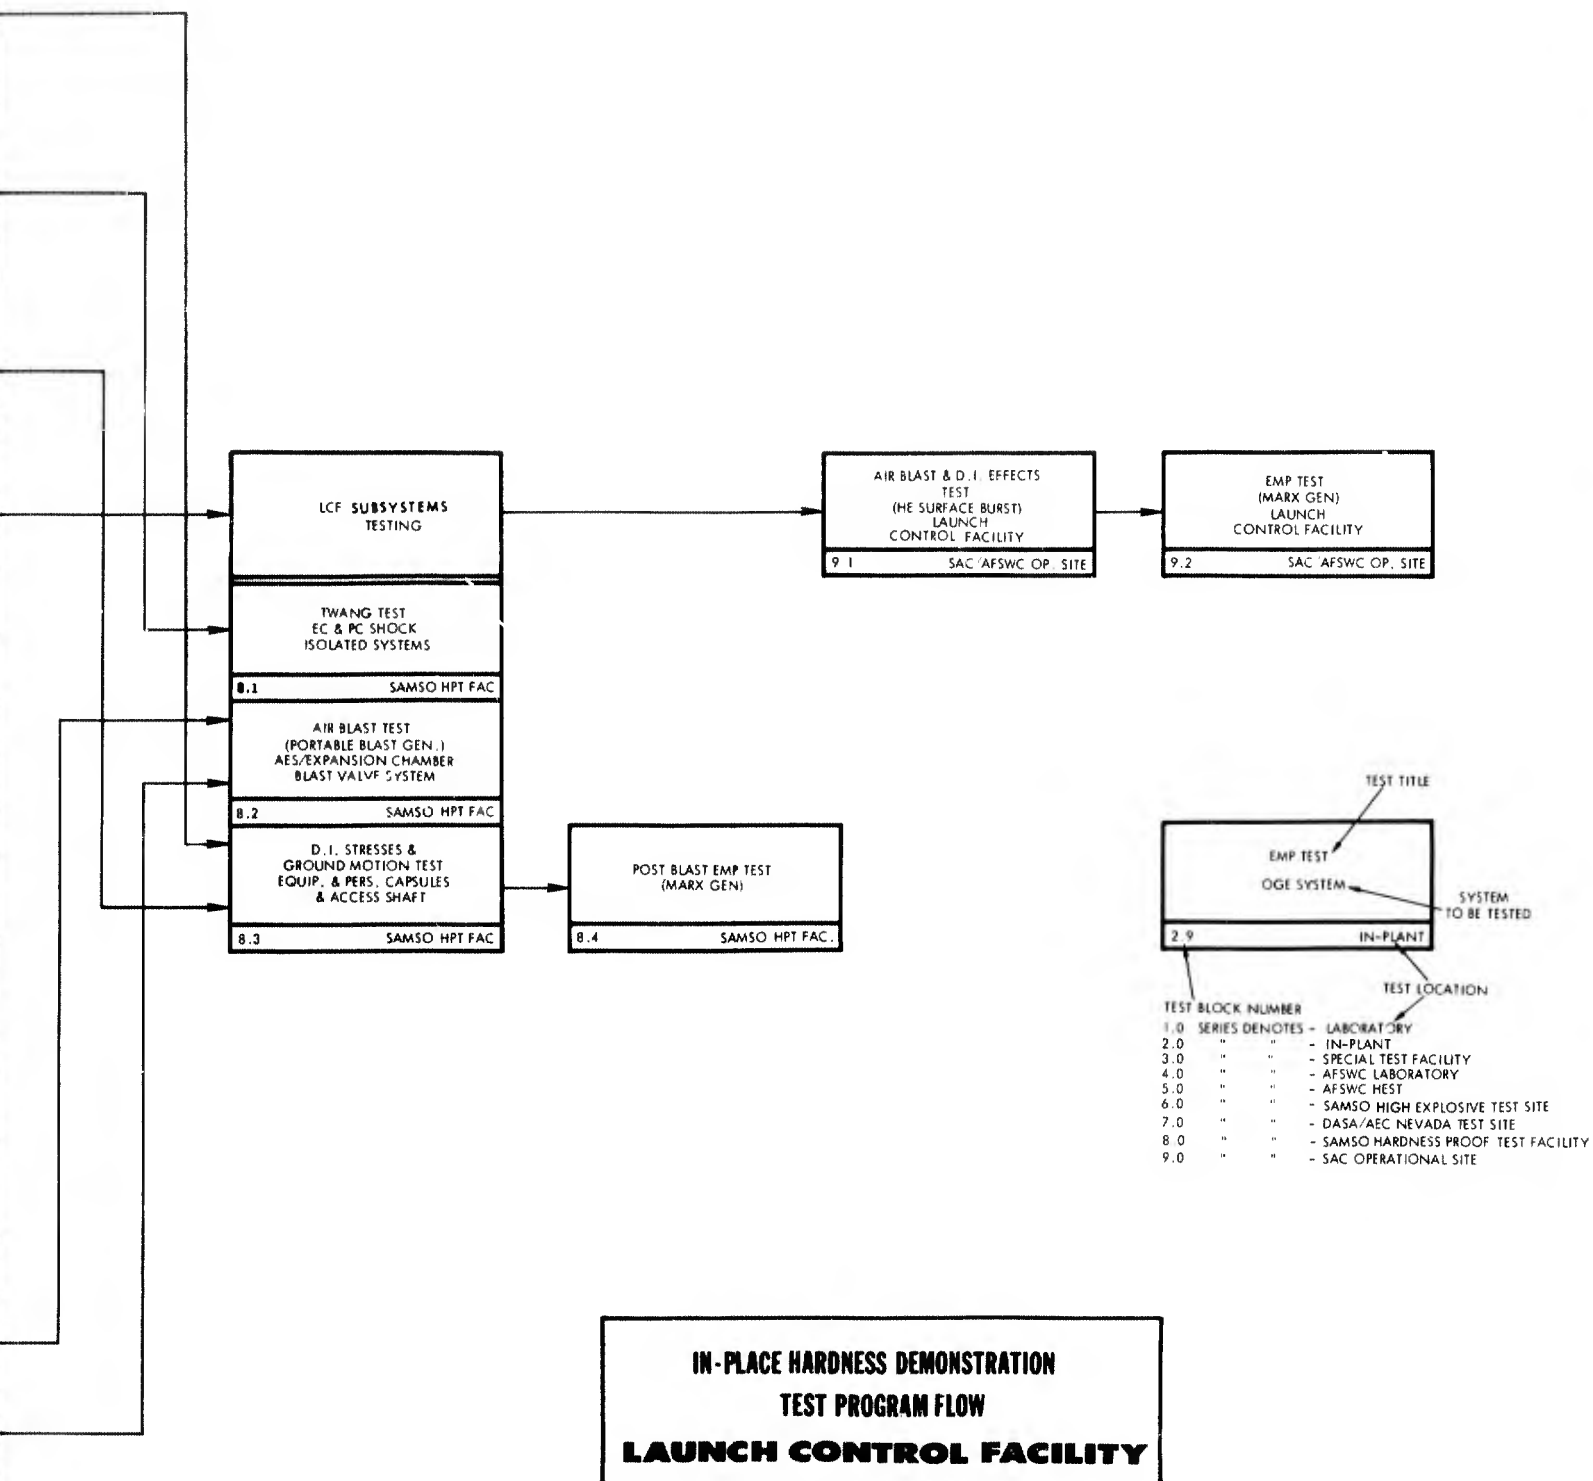 LCF SUBSYSTEMS
TESTING
TWANG TEST
EC & PC SHOCK
ISOLATED SYSTEMS
8.1 SAMSO HPT FAC
AIR BLAST TEST
(PORTABLE BLAST GEN.)
AES/EXPANSION CHAMBER
BLAST VALVE SYSTEM
8.2 SAMSO HPT FAC
D.I. STRESSES &
GROUND MOTION TEST
EQUIP. & PERS. CAPSULES
& ACCESS SHAFT
8.3 SAMSO HPT FAC
POST BLAST EMP TEST
(MARX GEN)
8.4 SAMSO HPT FAC.
AIR BLAST & D.I. EFFECTS
TEST
(HE SURFACE BURST)
LAUNCH
CONTROL FACILITY
9 1 SAC/AFSWC OP. SITE
EMP TEST
(MARX GEN)
LAUNCH
CONTROL FACILITY
9.2 SAC/AFSWC OP. SITE
TEST TITLE
EMP TEST
OGE SYSTEM
SYSTEM
TO BE TESTED
2.9 IN-PLANT
TEST LOCATION
TEST BLOCK NUMBER
1.0 SERIES DENOTES - LABORATORY
2.0 " " - IN-PLANT
3.0 " " - SPECIAL TEST FACILITY
4.0 " " - AFSWC LABORATORY
5.0 " " - AFSWC HEST
6.0 " " - SAMSO HIGH EXPLOSIVE TEST SITE
7.0 " " - DASA/AEC NEVADA TEST SITE
8 0 " " - SAMSO HARDNESS PROOF TEST FACILITY
9.0 " " - SAC OPERATIONAL SITE
IN-PLACE HARDNESS DEMONSTRATION
TEST PROGRAM FLOW
LAUNCH CONTROL FACILITY